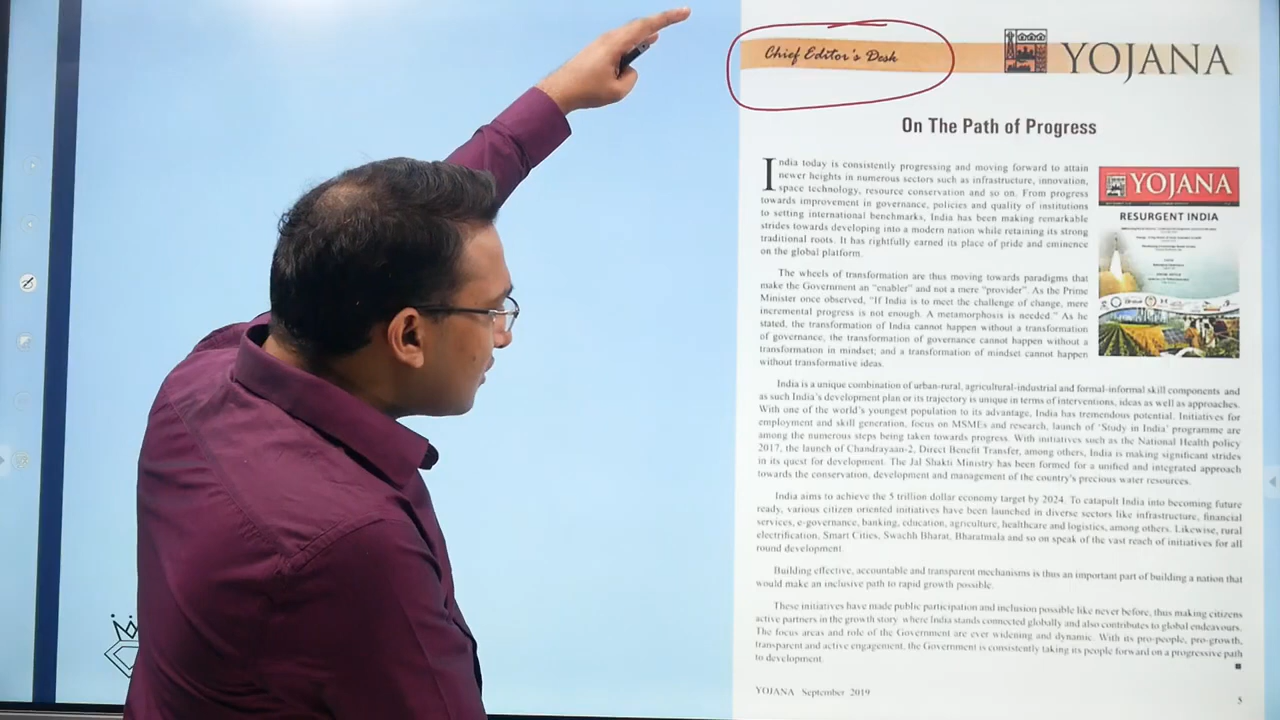 Chief Editor's Desk
YOJANA
On The Path of Progress
India today is consistently progressing and moving forward to attain
newer heights in numerous sectors such as infrastructure, innovation,
space technology, resource conservation and so on. From progress
towards improvement in governance, policies and quality of institutions
to setting international benchmarks, India has been making remarkable
strides towards developing into a modern nation while retaining its strong
traditional roots. It has rightfully earned its place of pride and eminence
on the global platform.
YOJANA
RESURGENT INDIA
The wheels of transformation are thus moving towards paradigms that
make the Government an "enabler" and not a mere "provider". As the Prime
Minister once observed, "If India is to meet the challenge of change, mere
incremental progress is not enough. A metamorphosis is needed." As he
stated, the transformation of India cannot happen without a transformation
of governance, the transformation of governance cannot happen without a
transformation in mindset; and a transformation of mindset cannot happen
without transformative ideas.
India is a unique combination of urban-rural, agricultural-industrial and formal-informal skill components and
as such India's development plan or its trajectory is unique in terms of interventions, ideas as well as approaches.
With one of the world's youngest population to its advantage, India has tremendous potential. Initiatives for
employment and skill generation, focus on MSMEs and research, launch of 'Study in India' programme are
among the numerous steps being taken towards progress. With initiatives such as the National Health policy
2017, the launch of Chandrayaan-2, Direct Benefit Transfer, among others, India is making significant strides
in its quest for development. The Jal Shakti Ministry has been formed for a unified and integrated approach
towards the conservation, development and management of the country's precious water resources.
India aims to achieve the 5 trillion dollar economy target by 2024. To catapult India into becoming future
ready, various citizen oriented initiatives have been launched in diverse sectors like infrastructure, financial
services, e-governance, banking, education, agriculture, healthcare and logistics, among others. Likewise, rural
electrification, Smart Cities, Swachh Bharat, Bharatmala and so on speak of the vast reach of initiatives for all
round development.
Building effective, accountable and transparent mechanisms is thus an important part of building a nation that
would make an inclusive path to rapid growth possible.
These initiatives have made public participation and inclusion possible like never before, thus making citizens
active partners in the growth story where India stands connected globally and also contributes to global endeavours.
The focus areas and role of the Government are ever widening and dynamic. With its pro-people, pro-growth,
transparent and active engagement, the Government is consistently taking its people forward on a progressive path
to development.
YOJANA September 2019
5